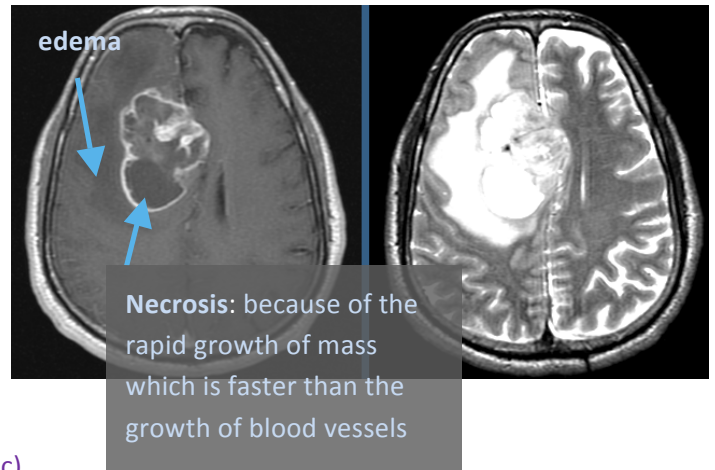 edema
Necrosis: because of the
rapid growth of mass
which is faster than the
growth of blood vessels
c)